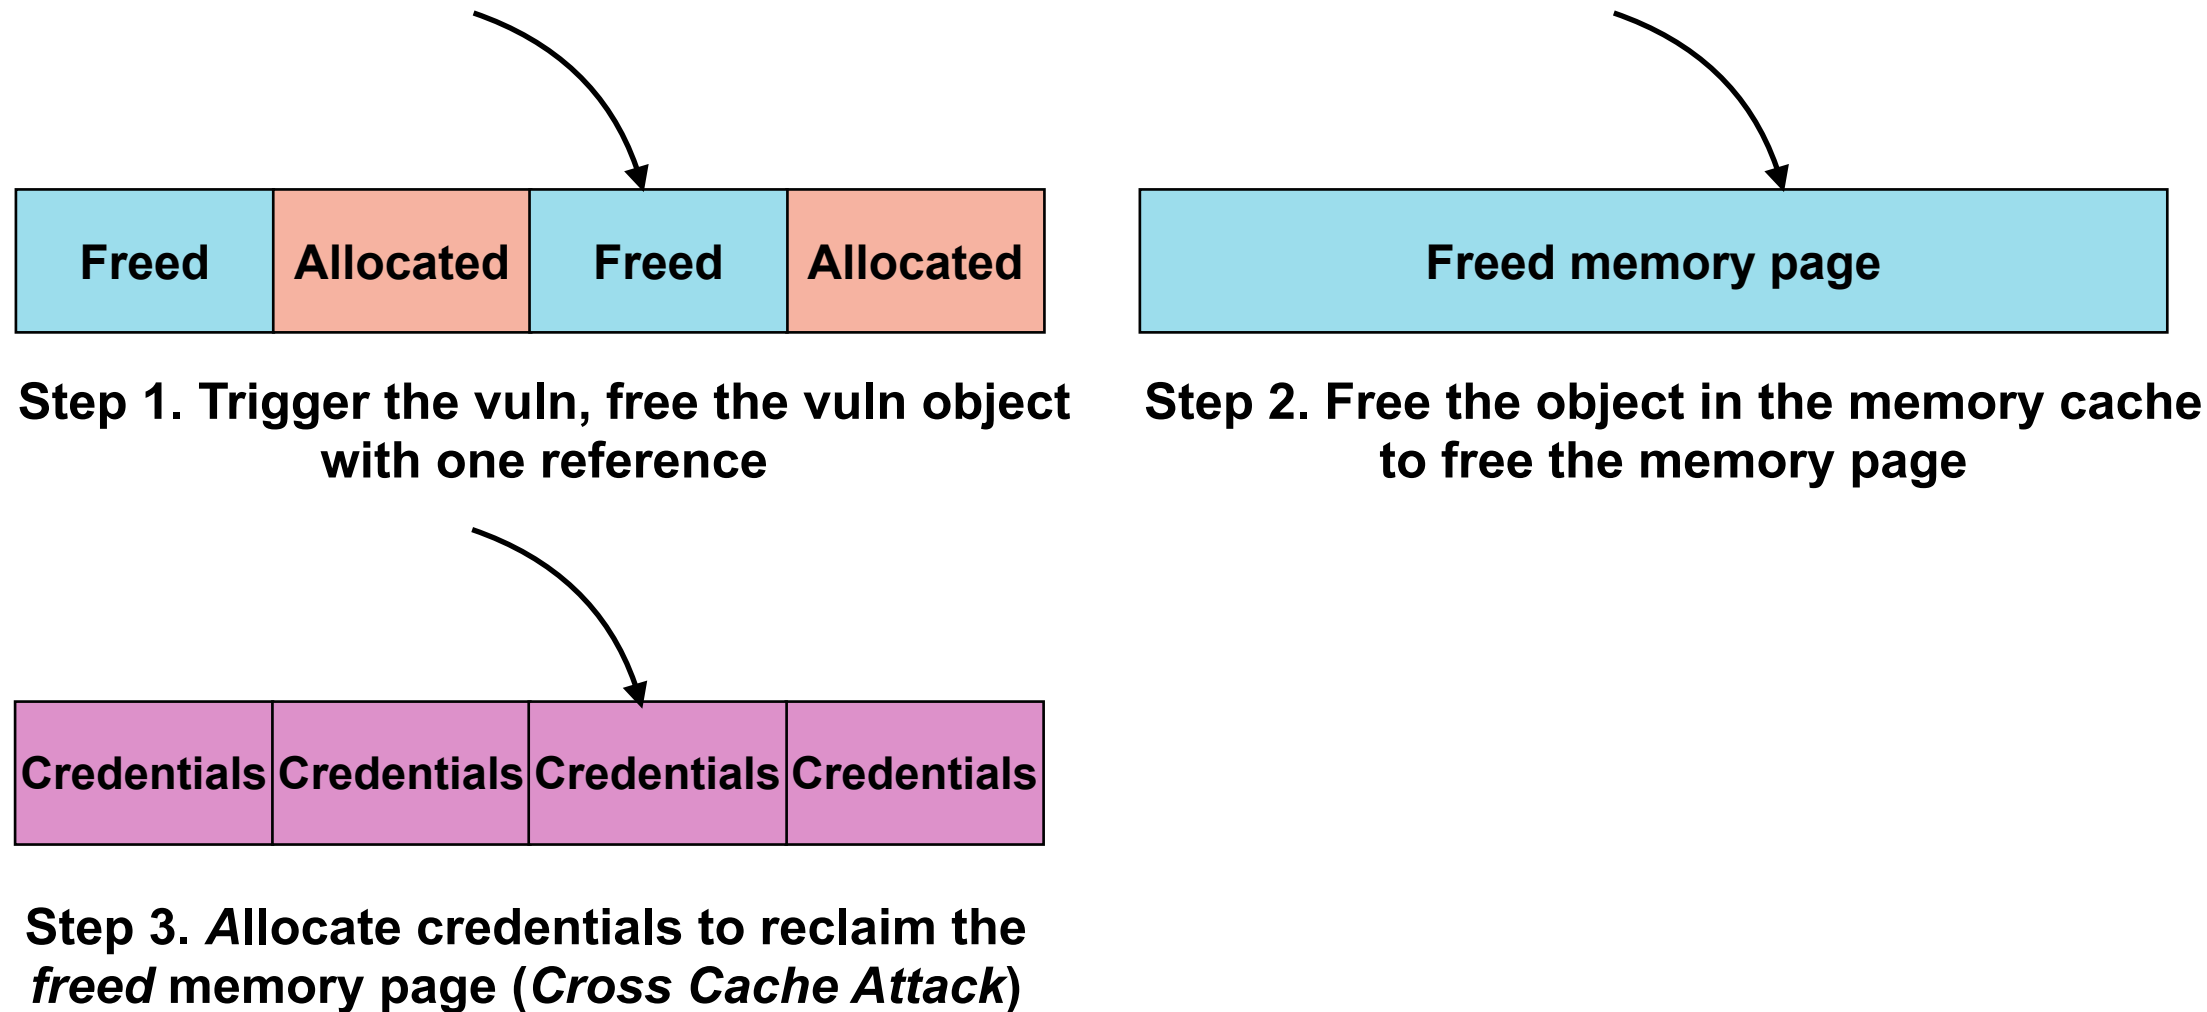 Freed Allocated Freed Allocated
Step 1. Trigger the vuln, free the vuln object
with one reference
Freed memory page
Step 2. Free the object in the memory cache
to free the memory page
Credentials Credentials Credentials Credentials
Step 3. Allocate credentials to reclaim the
freed memory page (Cross Cache Attack)